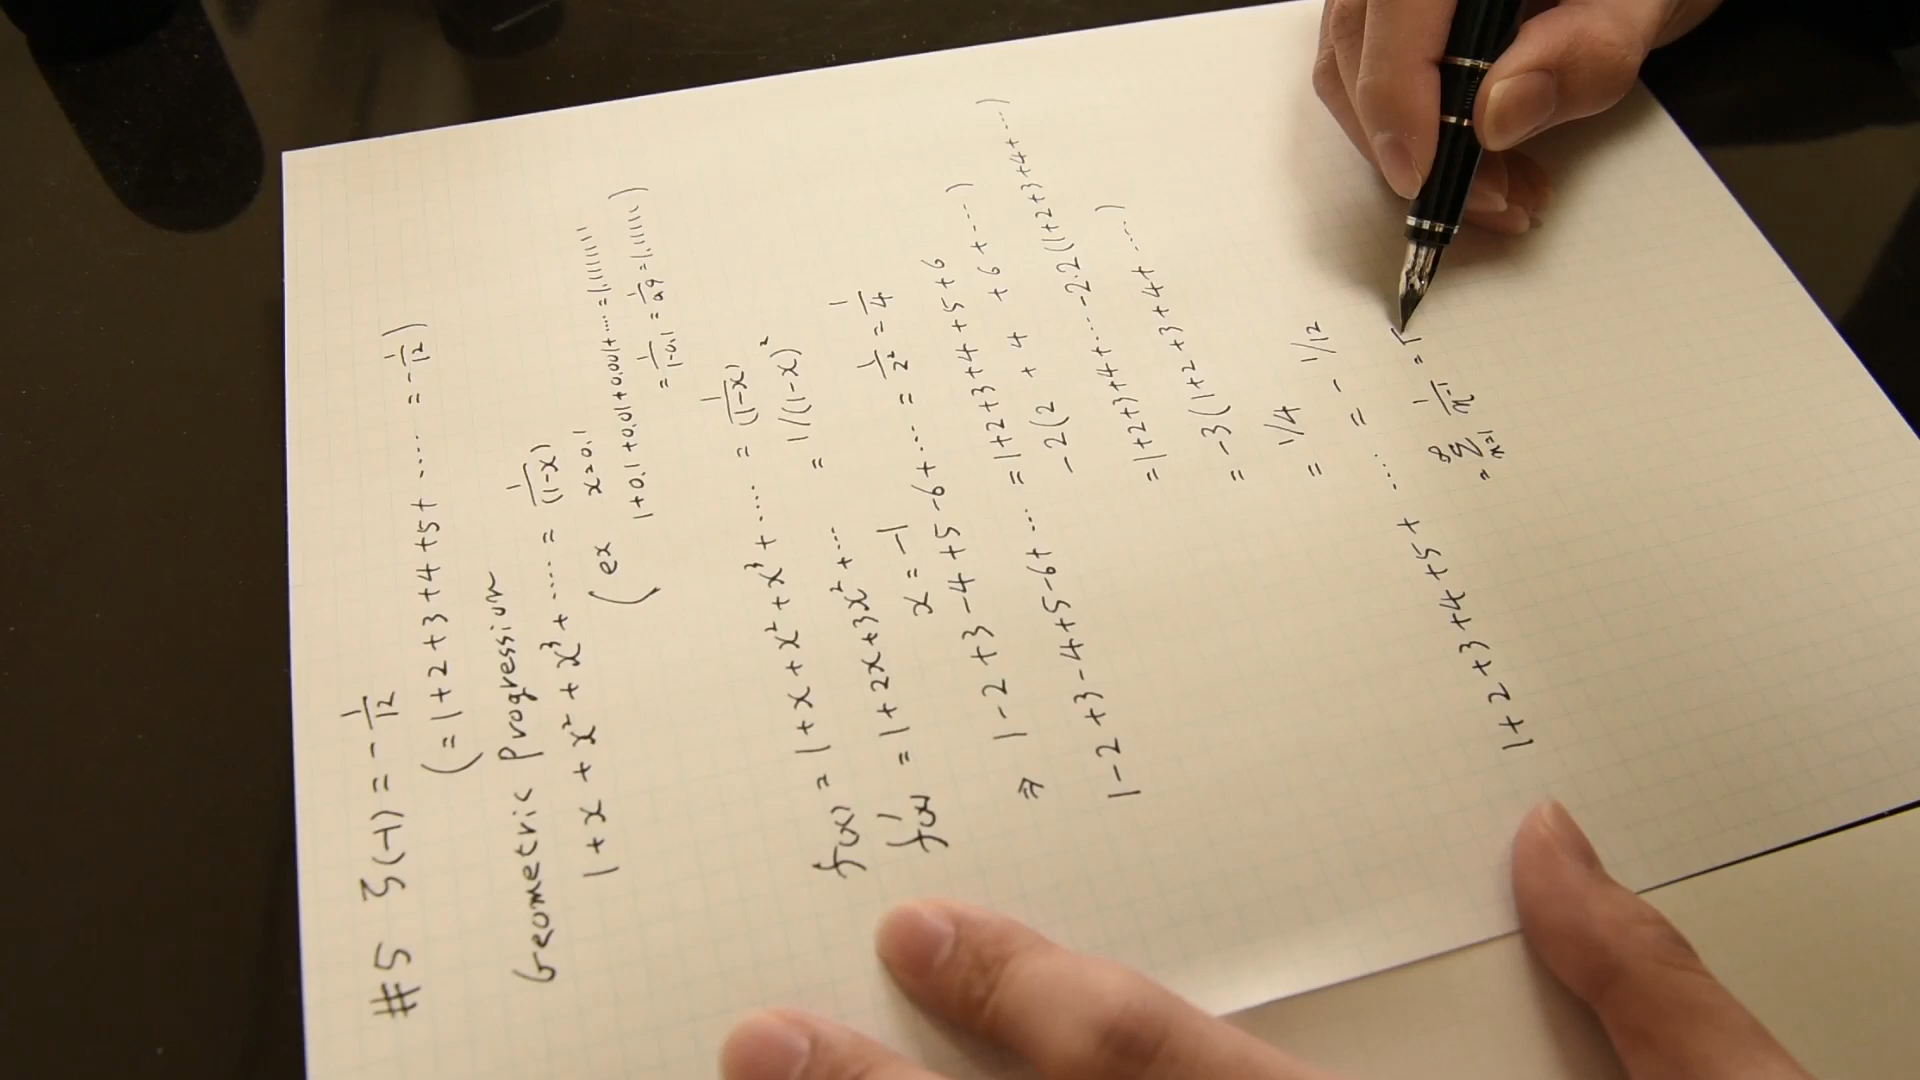 #5 ζ(-1) = - 1/12
( = 1+2+3+4+5+ ..... = - 1/12 )
Geometric Progression
1 + x + x² + x³ + .... = 1/(1-x)
( ex x=0.1
1+0.1+0.01+0.001+.... = 1.1111111
= 1/1-0.1 = 1/0.9 = 1.11111 )
f(x) = 1 + x + x² + x³ + .... = 1/(1-x)
f'(x) = 1 + 2x + 3x² + ... = 1/(1-x)²
x = -1
⇒ 1 - 2 + 3 - 4 + 5 - 6 + ... = 1/2² = 1/4
1 - 2 + 3 - 4 + 5 - 6 + ... = 1+2+3+4+5+6 + ....)
-2(2 + 4 + 6 + ....)
= 1+2+3+4+.... -2·2(1+2+3+4+....)
= -3(1+2+3+4+ ....)
= 1/4
1+2+3+4+5+ .... = - 1/12
= ∞ Σ n=1 1/n⁻¹ =